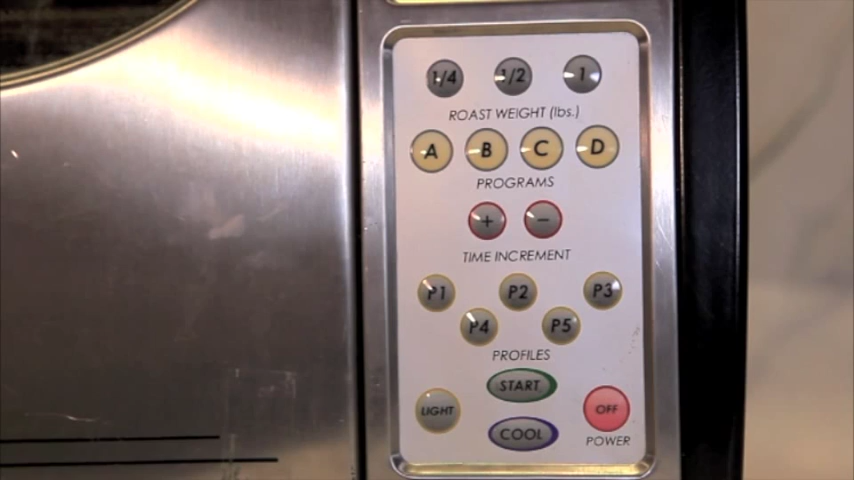 1/4 1/2 1
ROAST WEIGHT (lbs.)
A B C D
PROGRAMS
+ −
TIME INCREMENT
P1 P2 P3
P4 P5
PROFILES
START
LIGHT OFF
COOL
POWER